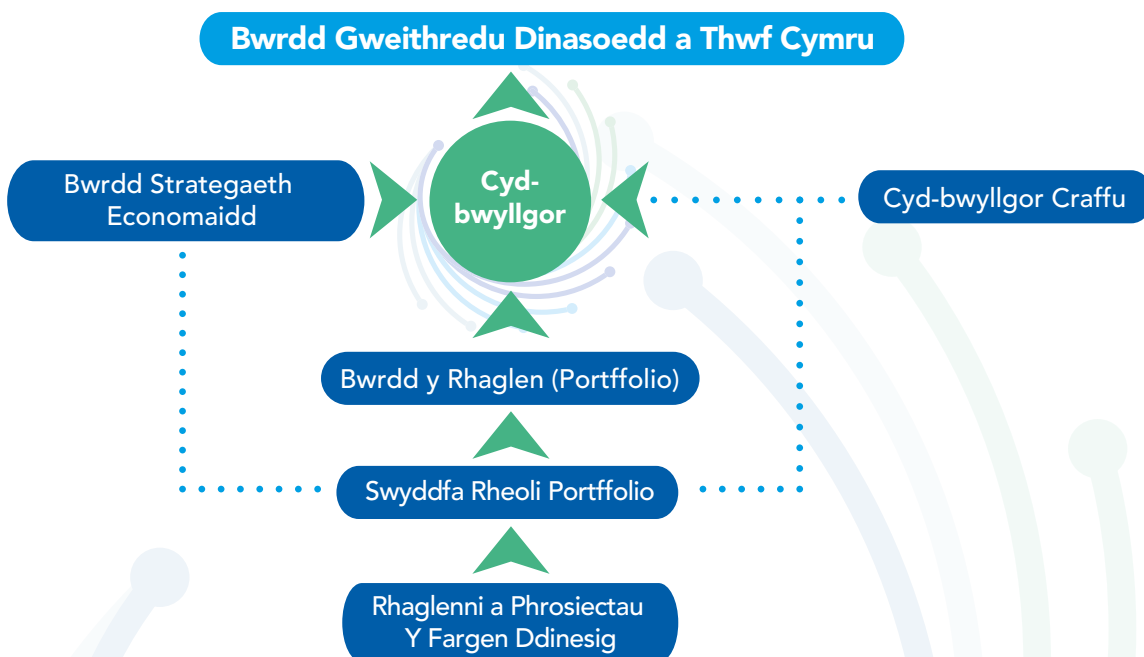 Bwrdd Gweithredu Dinasoedd a Thwf Cymru
Bwrdd Strategaeth
Economaidd
Cyd-
bwyllgor
Cyd-bwyllgor Craffu
Bwrdd y Rhaglen (Portffolio)
Swyddfa Rheoli Portffolio
Rhaglenni a Phrosiectau
Y Fargen Ddinesig